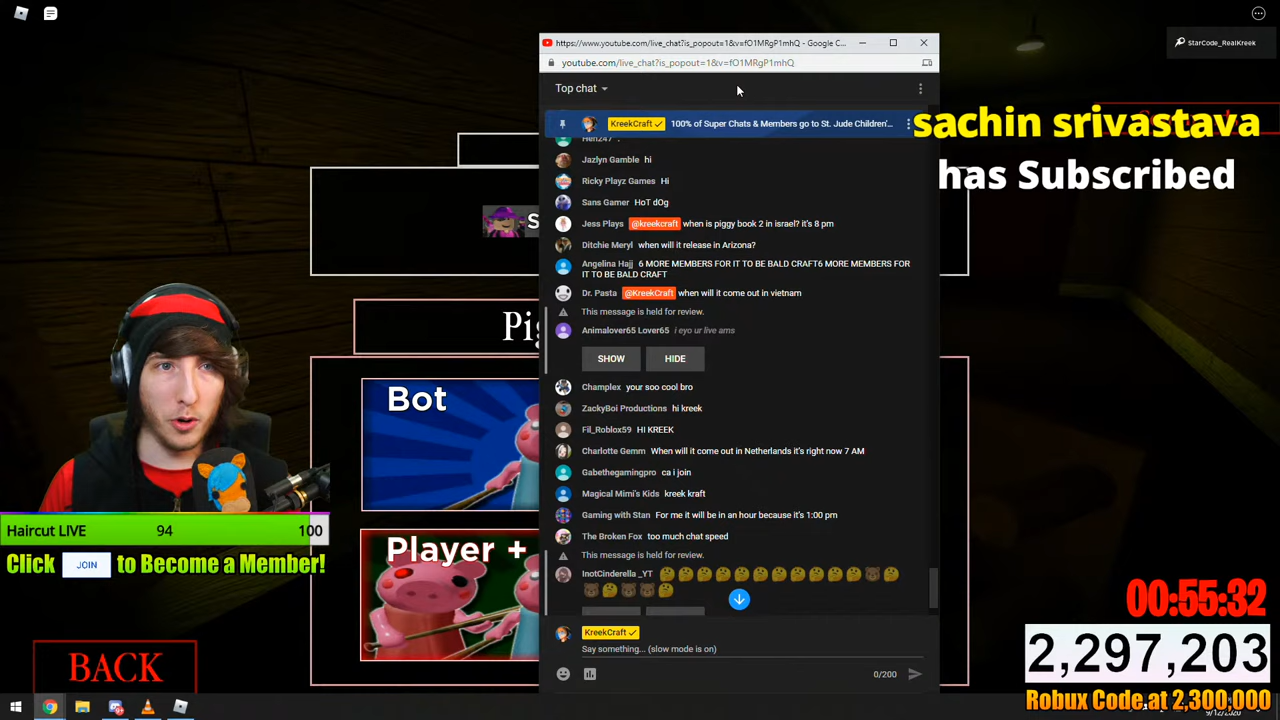 StarCode_RealKreek
https://www.youtube.com/live_chat?is_popout=1&v=fO1MRgP1mhQ - Google C...
youtube.com/live_chat?is_popout=1&v=fO1MRgP1mhQ
Top chat
KreekCraft 100% of Super Chats & Members go to St. Jude Children'...
sachin srivastava
has Subscribed
Jazlyn Gamble hi
Ricky Playz Games Hi
Sans Gamer HoT dOg
Jess Plays @kreekcraft when is piggy book 2 in israel? it's 8 pm
Ditchie Meryl when will it release in Arizona?
Angelina Hajj 6 MORE MEMBERS FOR IT TO BE BALD CRAFT6 MORE MEMBERS FOR
IT TO BE BALD CRAFT
Dr. Pasta @KreekCraft when will it come out in vietnam
This message is held for review.
Animalover65 Lover65 i eyo ur live ams
SHOW HIDE
Champlex your soo cool bro
ZackyBoi Productions hi kreek
Fil_Roblox59 HI KREEK
Charlotte Gemm When will it come out in Netherlands it's right now 7 AM
Gabethegamingpro ca i join
Magical Mimi's Kids kreek kraft
Gaming with Stan For me it will be in an hour because it's 1:00 pm
The Broken Fox too much chat speed
This message is held for review.
InotCinderella _YT
KreekCraft
Say something... (slow mode is on)
0/200
S
Pig
Bot
Player +
Haircut LIVE 94 100
Click JOIN to Become a Member!
BACK
00:55:32
2,297,203
Robux Code at 2,300,000
9/12/2020